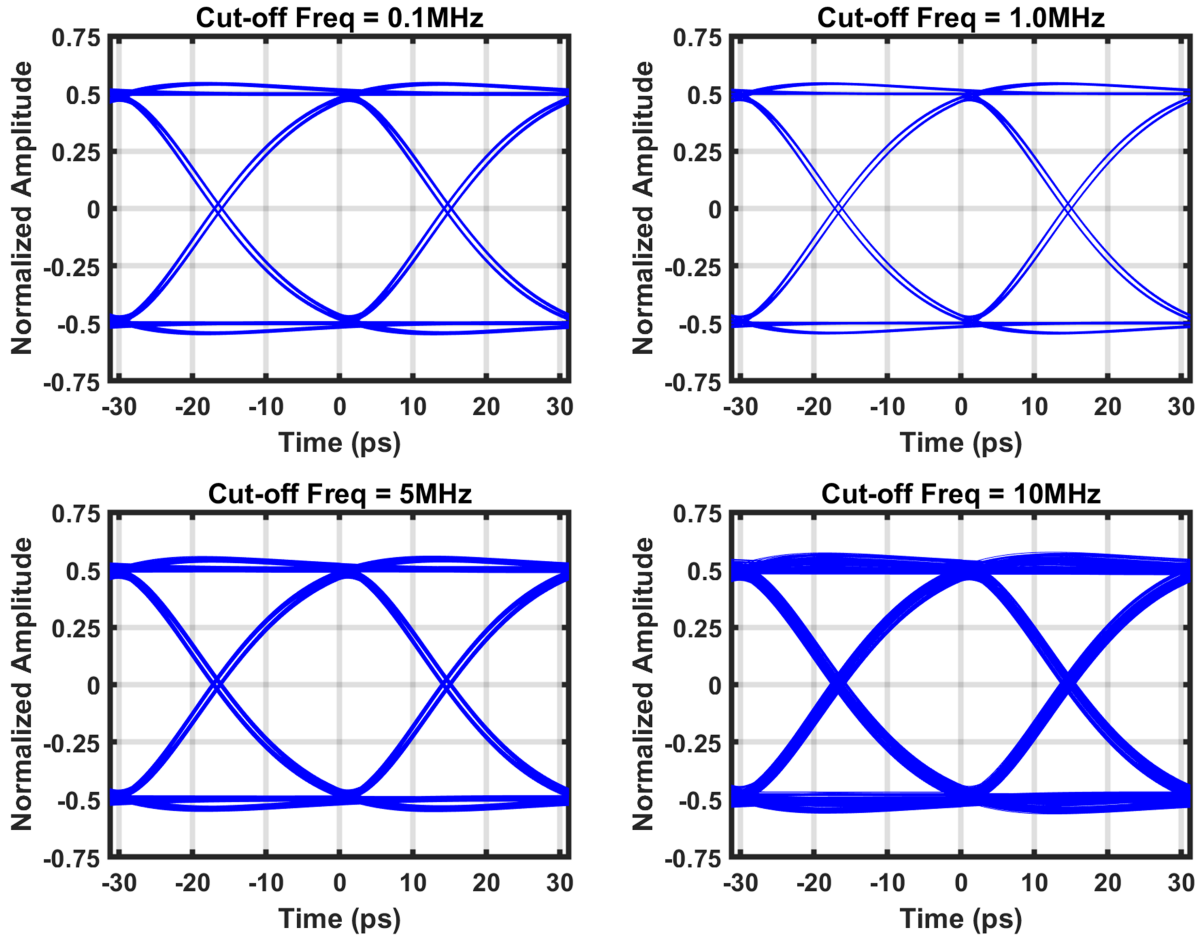 Cut-off Freq = 0.1MHz
0.75
0.5
0.25
0
-0.25
-0.5
-0.75
Normalized Amplitude
-30 -20 -10 0 10 20 30
Time (ps)
Cut-off Freq = 1.0MHz
0.75
0.5
0.25
0
-0.25
-0.5
-0.75
Normalized Amplitude
-30 -20 -10 0 10 20 30
Time (ps)
Cut-off Freq = 5MHz
0.75
0.5
0.25
0
-0.25
-0.5
-0.75
Normalized Amplitude
-30 -20 -10 0 10 20 30
Time (ps)
Cut-off Freq = 10MHz
0.75
0.5
0.25
0
-0.25
-0.5
-0.75
Normalized Amplitude
-30 -20 -10 0 10 20 30
Time (ps)